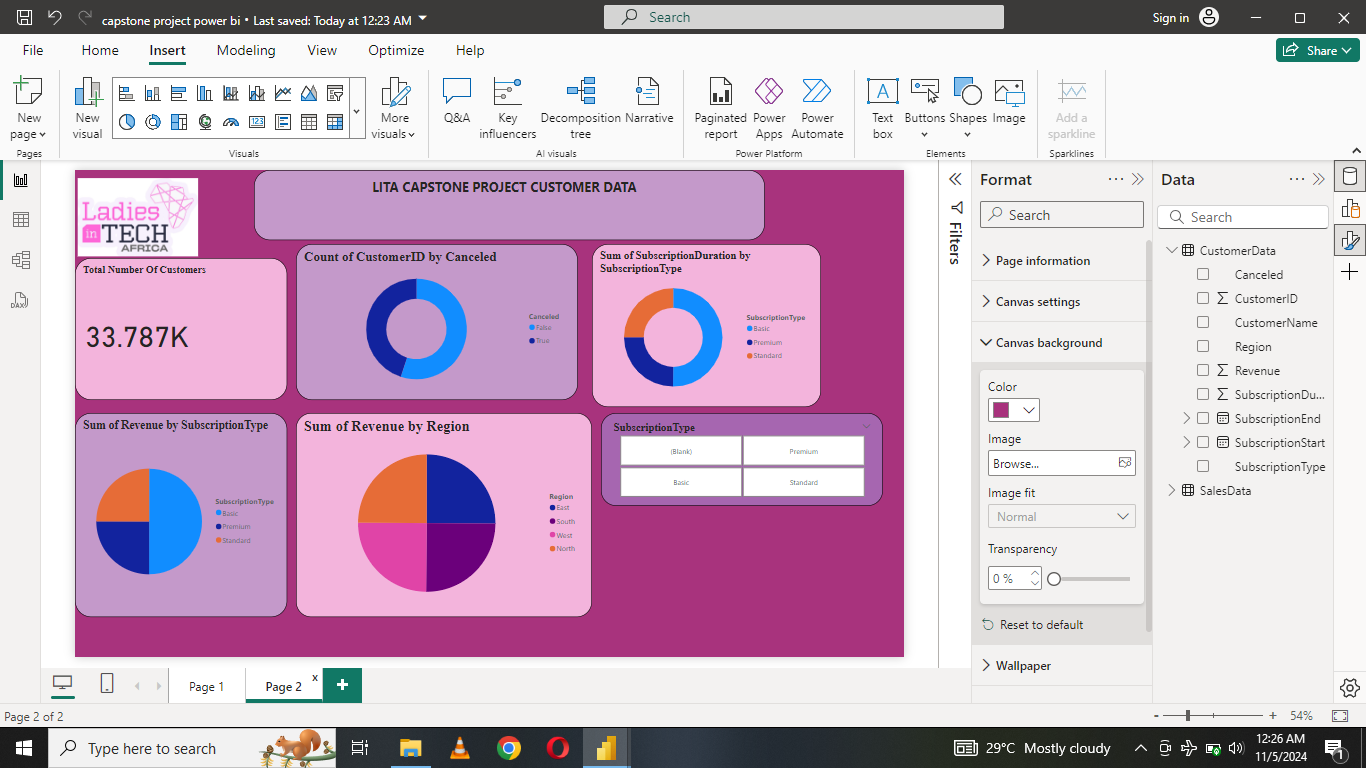 capstone project power bi • Last saved: Today at 12:23 AM
Search
Sign in
File Home Insert Modeling View Optimize Help
Share
New page
Pages
New visual
More visuals
Visuals
Q&A
Key influencers
Decomposition tree
Narrative
AI visuals
Paginated report
Power Apps
Power Automate
Power Platform
Text box
Buttons
Shapes
Image
Elements
Add a sparkline
Sparklines
DAX
Ladies
in TECH
AFRICA
LITA CAPSTONE PROJECT CUSTOMER DATA
Total Number Of Customers
33.787K
Count of CustomerID by Canceled
Canceled
False
True
Sum of SubscriptionDuration by
SubscriptionType
SubscriptionType
Basic
Premium
Standard
Sum of Revenue by SubscriptionType
SubscriptionType
Basic
Premium
Standard
Sum of Revenue by Region
Region
East
South
West
North
SubscriptionType
(Blank) Premium
Basic Standard
Filters
Format
Search
Page information
Canvas settings
Canvas background
Color
Image
Browse...
Image fit
Normal
Transparency
0 %
Reset to default
Wallpaper
Data
Search
CustomerData
Canceled
CustomerID
CustomerName
Region
Revenue
SubscriptionDu...
SubscriptionEnd
SubscriptionStart
SubscriptionType
SalesData
Page 1
Page 2 x
+
Page 2 of 2
- + 54%
Type here to search
29°C Mostly cloudy
12:26 AM
11/5/2024
1